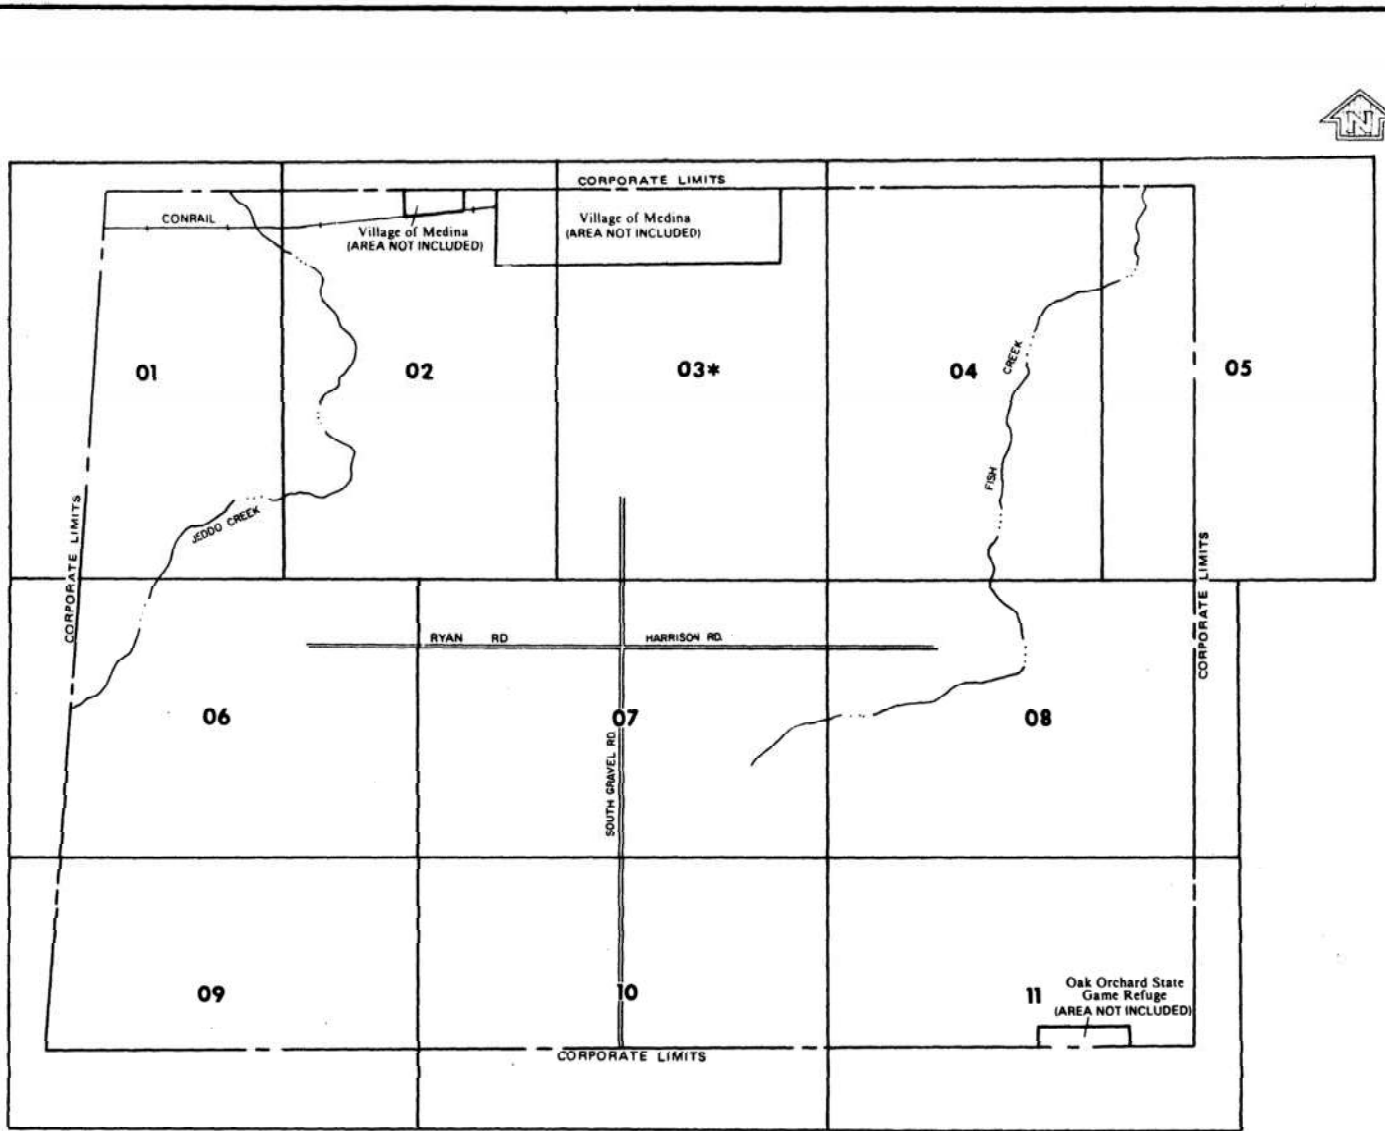 N
CORPORATE LIMITS
CONRAIL
Village of Medina
(AREA NOT INCLUDED)
Village of Medina
(AREA NOT INCLUDED)
01
02
03*
04
05
CREEK
FISH
JEDDO CREEK
CORPORATE LIMITS
CORPORATE LIMITS
RYAN RD
HARRISON RD.
06
07
08
SOUTH GRAVEL RD.
09
10
11
Oak Orchard State
Game Refuge
(AREA NOT INCLUDED)
CORPORATE LIMITS